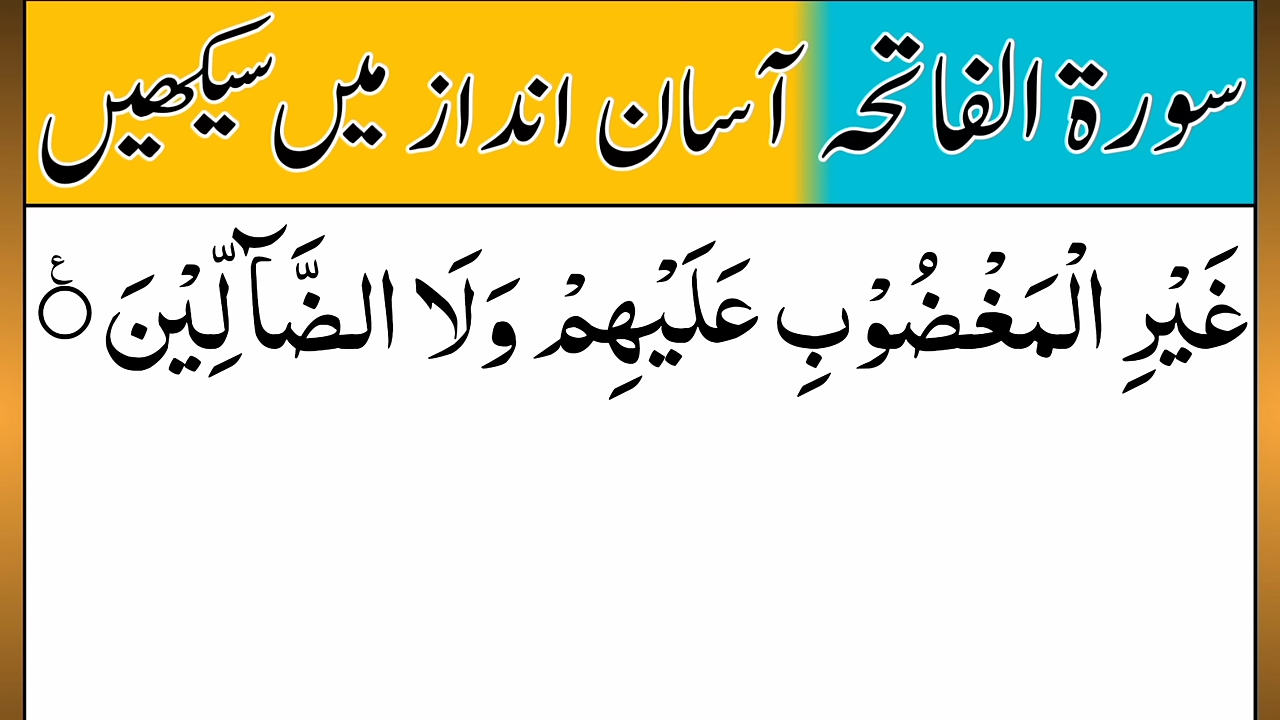 سورۃ الفاتحہ آسان انداز میں سیکھیں
غَیْرِ الْمَغْضُوْبِ عَلَیْهِمْ وَلَا الضَّآلِّیْنَ ۝ع